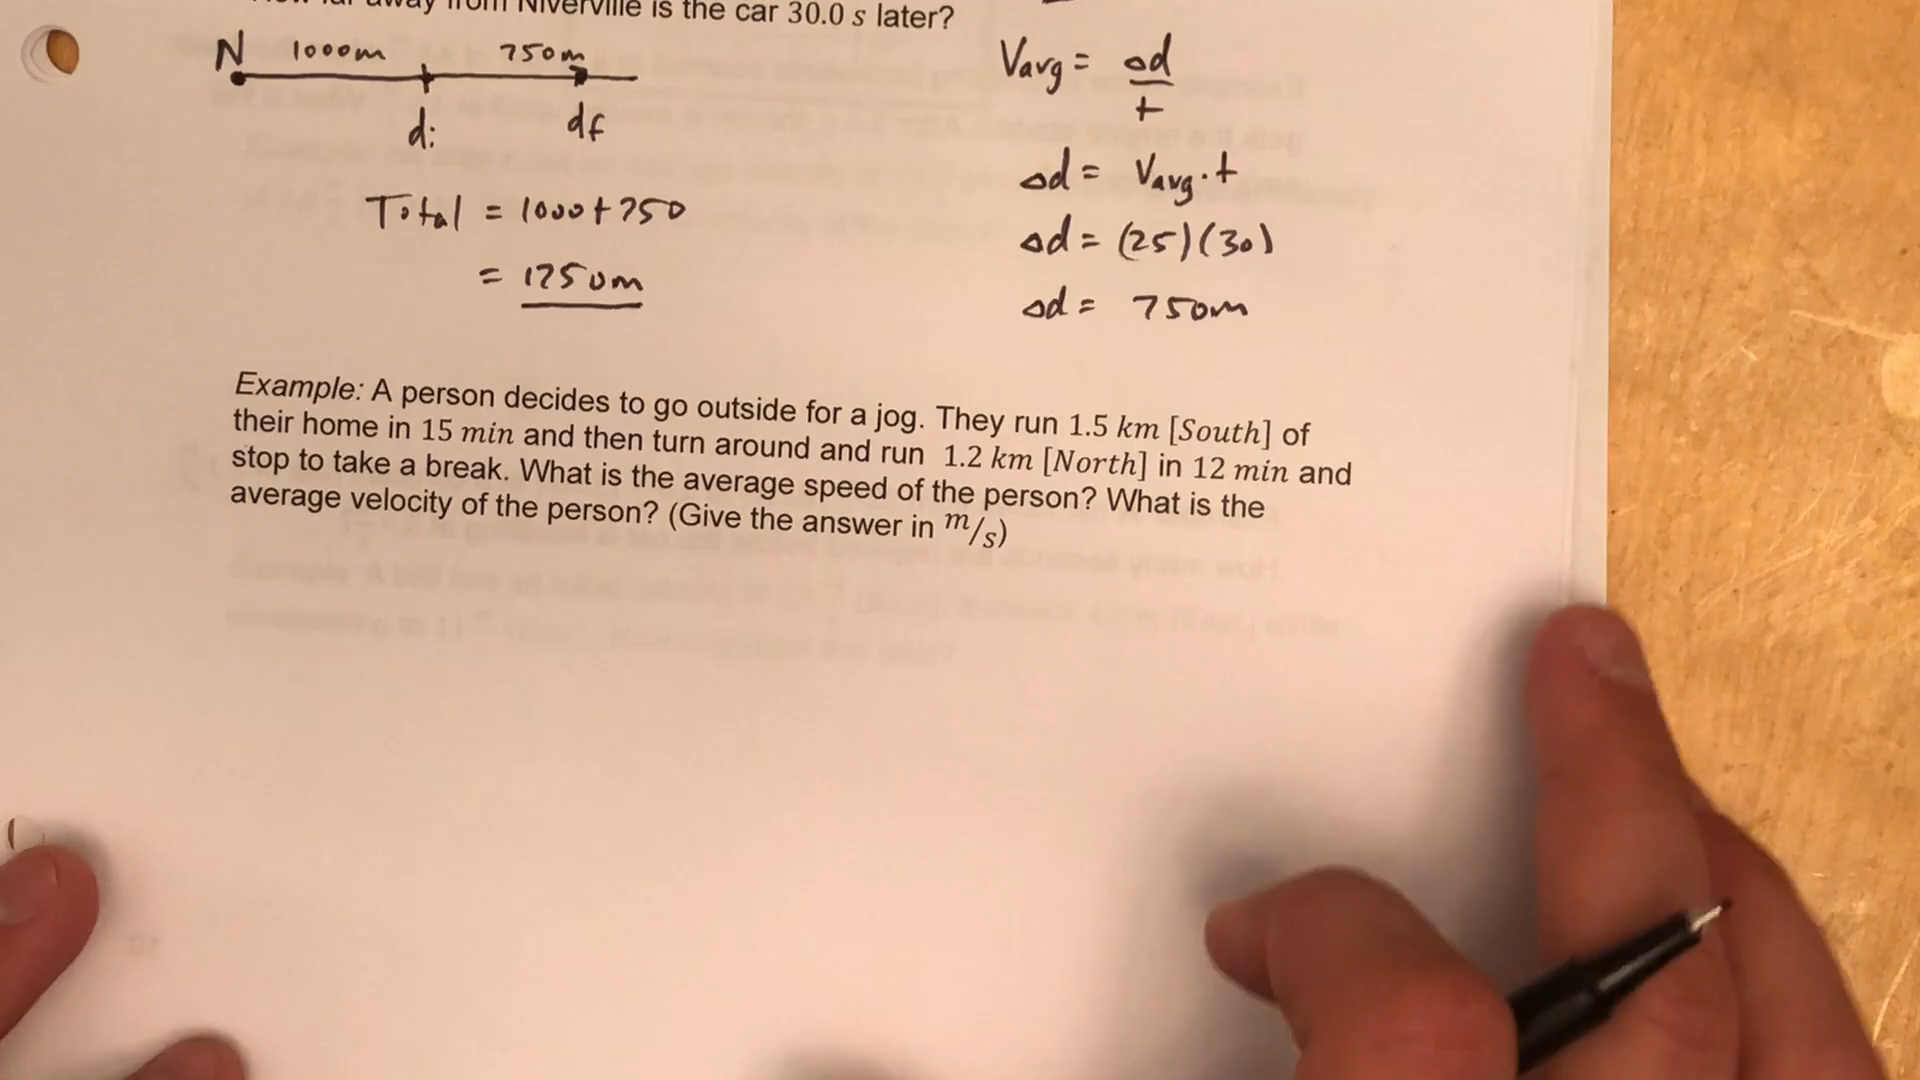 from Niverville is the car 30.0 s later?
N 1000m 750m
di df
Total = 1000+750
= 1750m
Vavg = Δd/t
Δd = Vavg·t
Δd = (25)(30)
Δd = 750m
Example: A person decides to go outside for a jog. They run 1.5 km [South] of
their home in 15 min and then turn around and run 1.2 km [North] in 12 min and
stop to take a break. What is the average speed of the person? What is the
average velocity of the person? (Give the answer in m/s)